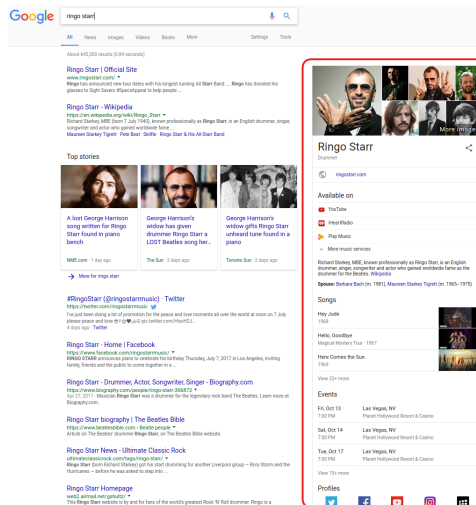 Google
ringo starr
All News Images Videos Books More Settings Tools
About 645,000 results (0.84 seconds)
Ringo Starr | Official Site
www.ringostarr.com/
Ringo has announced new tour dates with his longest running All Starr Band. ... Ringo has donated his
glasses to Sight Savers #SpecsAppeal to help people ...
Ringo Starr - Wikipedia
https://en.wikipedia.org/wiki/Ringo_Starr
Richard Starkey, MBE (born 7 July 1940), known professionally as Ringo Starr, is an English drummer, singer,
songwriter and actor who gained worldwide fame ...
Maureen Starkey Tigrett Pete Best Skiffle Ringo Starr & His All-Starr Band
Top stories
A lost George Harrison
song written for Ringo
Starr found in piano
bench
NME.com 1 day ago
George Harrison's
widow has given
drummer Ringo Starr a
LOST Beatles song her...
The Sun 2 days ago
George Harrison's
widow gifts Ringo Starr
unheard tune found in a
piano
Toronto Sun 2 days ago
More for ringo starr
#RingoStarr (@ringostarrmusic) · Twitter
https://twitter.com/ringostarrmusic
I've just been doing a lot of promotion for the peace and love moments all over the world at noon on 7 July
please peace and love
4 days ago · Twitter
Ringo Starr - Home | Facebook
https://www.facebook.com/ringostarrmusic/
RINGO STARR announces plans to celebrate his birthday Thursday, July 7, 2017 in Los Angeles, inviting
family, friends and the public to come together in a ...
Ringo Starr - Drummer, Actor, Songwriter, Singer - Biography.com
https://www.biography.com/people/ringo-starr-306872
Apr 27, 2017 - Musician Ringo Starr was a drummer for the legendary rock band The Beatles. Learn more at
Biography.com.
Ringo Starr biography | The Beatles Bible
https://www.beatlesbible.com › Beatle people
Article on The Beatles' drummer Ringo Starr, on The Beatles Bible website.
Ringo Starr News - Ultimate Classic Rock
ultimateclassicrock.com/tags/ringo-starr/
Ringo Starr (born Richard Starkey) got his start drumming for another Liverpool group — Rory Storm and the
Hurricanes — before he was asked to step into ...
Ringo Starr Homepage
web2.airmail.net/gshultz/
This Ringo Starr website is by and for fans of the world's greatest Rock 'N' Roll drummer. Ringo is a
More image
Ringo Starr
Drummer
ringostarr.com
Available on
YouTube
iHeartRadio
Play Music
More music services
Richard Starkey, MBE, known professionally as Ringo Starr, is an English
drummer, singer, songwriter and actor who gained worldwide fame as the
drummer for the Beatles. Wikipedia
Spouse: Barbara Bach (m. 1981), Maureen Starkey Tigrett (m. 1965–1975)
Songs
Hey Jude
1968
Hello, Goodbye
Magical Mystery Tour · 1967
Here Comes the Sun
1969
View 25+ more
Events
Fri, Oct 13 Las Vegas, NV
7:00 PM Planet Hollywood Resort & Casino
Sat, Oct 14 Las Vegas, NV
7:00 PM Planet Hollywood Resort & Casino
Tue, Oct 17 Las Vegas, NV
7:00 PM Planet Hollywood Resort & Casino
View 15+ more
Profiles